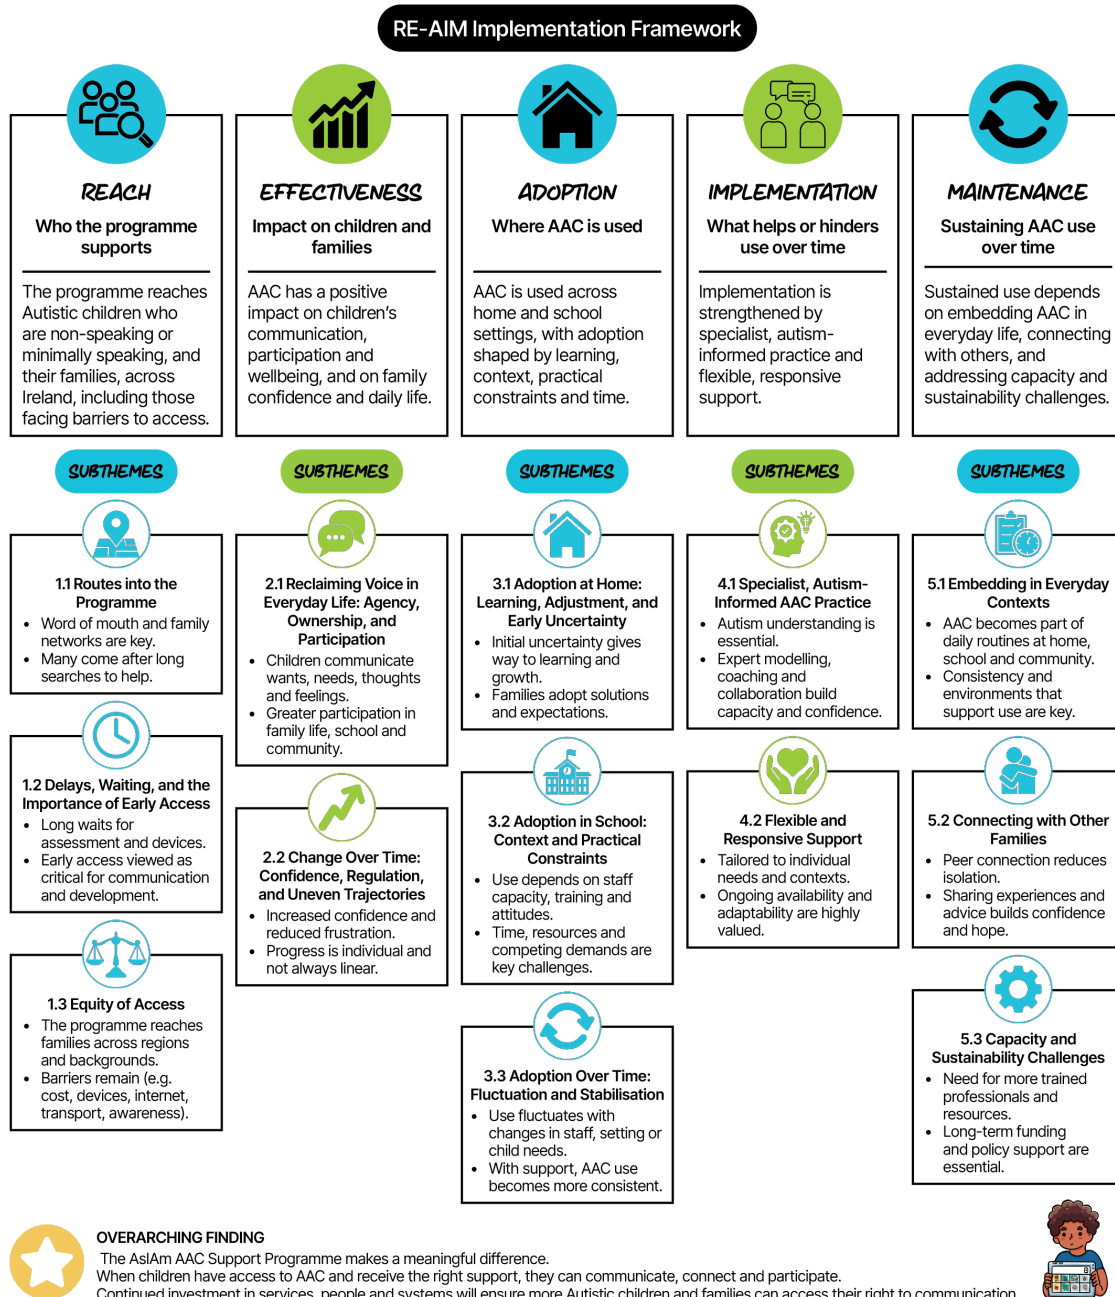 RE-AIM Implementation Framework
REACH
Who the programme
supports
The programme reaches
Autistic children who
are non-speaking or
minimally speaking, and
their families, across
Ireland, including those
facing barriers to access.
EFFECTIVENESS
Impact on children and
families
AAC has a positive
impact on children's
communication,
participation and
wellbeing, and on family
confidence and daily life.
ADOPTION
Where AAC is used
AAC is used across
home and school
settings, with adoption
shaped by learning,
context, practical
constraints and time.
IMPLEMENTATION
What helps or hinders
use over time
Implementation is
strengthened by
specialist, autism-
informed practice and
flexible, responsive
support.
MAINTENANCE
Sustaining AAC use
over time
Sustained use depends
on embedding AAC in
everyday life, connecting
with others, and
addressing capacity and
sustainability challenges.
SUBTHEMES
1.1 Routes into the
Programme
• Word of mouth and family
networks are key.
• Many come after long
searches to help.
1.2 Delays, Waiting, and the
Importance of Early Access
• Long waits for
assessment and devices.
• Early access viewed as
critical for communication
and development.
1.3 Equity of Access
• The programme reaches
families across regions
and backgrounds.
• Barriers remain (e.g.
cost, devices, internet,
transport, awareness).
SUBTHEMES
2.1 Reclaiming Voice in
Everyday Life: Agency,
Ownership, and
Participation
• Children communicate
wants, needs, thoughts
and feelings.
• Greater participation in
family life, school and
community.
2.2 Change Over Time:
Confidence, Regulation,
and Uneven Trajectories
• Increased confidence and
reduced frustration.
• Progress is individual and
not always linear.
SUBTHEMES
3.1 Adoption at Home:
Learning, Adjustment, and
Early Uncertainty
• Initial uncertainty gives
way to learning and
growth.
• Families adopt solutions
and expectations.
3.2 Adoption in School:
Context and Practical
Constraints
• Use depends on staff
capacity, training and
attitudes.
• Time, resources and
competing demands are
key challenges.
3.3 Adoption Over Time:
Fluctuation and Stabilisation
• Use fluctuates with
changes in staff, setting or
child needs.
• With support, AAC use
becomes more consistent.
SUBTHEMES
4.1 Specialist, Autism-
Informed AAC Practice
• Autism understanding is
essential.
• Expert modelling,
coaching and
collaboration build
capacity and confidence.
4.2 Flexible and
Responsive Support
• Tailored to individual
needs and contexts.
• Ongoing availability and
adaptability are highly
valued.
SUBTHEMES
5.1 Embedding in Everyday
Contexts
• AAC becomes part of
daily routines at home,
school and community.
• Consistency and
environments that
support use are key.
5.2 Connecting with Other
Families
• Peer connection reduces
isolation.
• Sharing experiences and
advice builds confidence
and hope.
5.3 Capacity and
Sustainability Challenges
• Need for more trained
professionals and
resources.
• Long-term funding
and policy support are
essential.
OVERARCHING FINDING
The AsIAm AAC Support Programme makes a meaningful difference.
When children have access to AAC and receive the right support, they can communicate, connect and participate.
Continued investment in services, people and systems will ensure more Autistic children and families can access their right to communication.